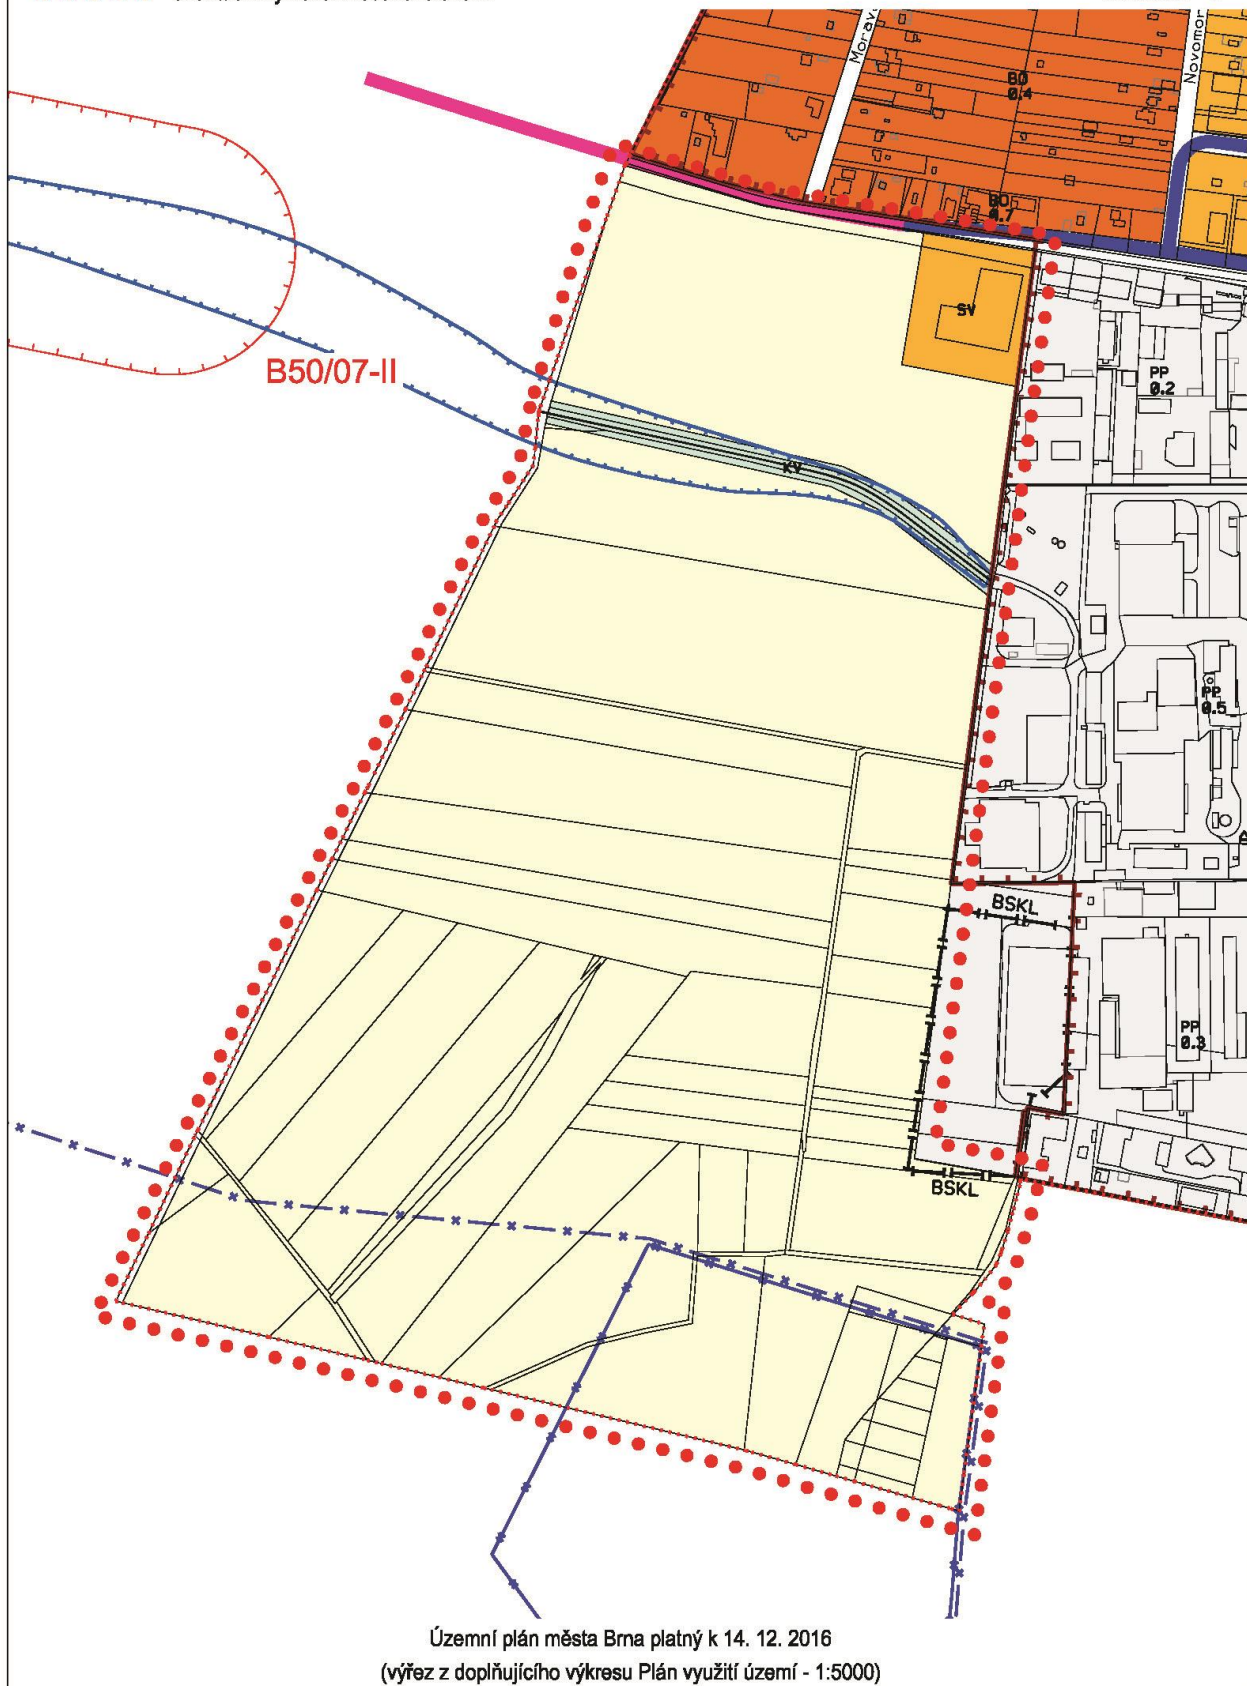 Novomor
BO
0.4
BO
0.7
SV
PP
0.2
B50/07-II
KV
PP
0.5
BSKL
PP
0.3
BSKL
Územní plán města Brna platný k 14. 12. 2016
(výřez z doplňujícího výkresu Plán využití území - 1:5000)